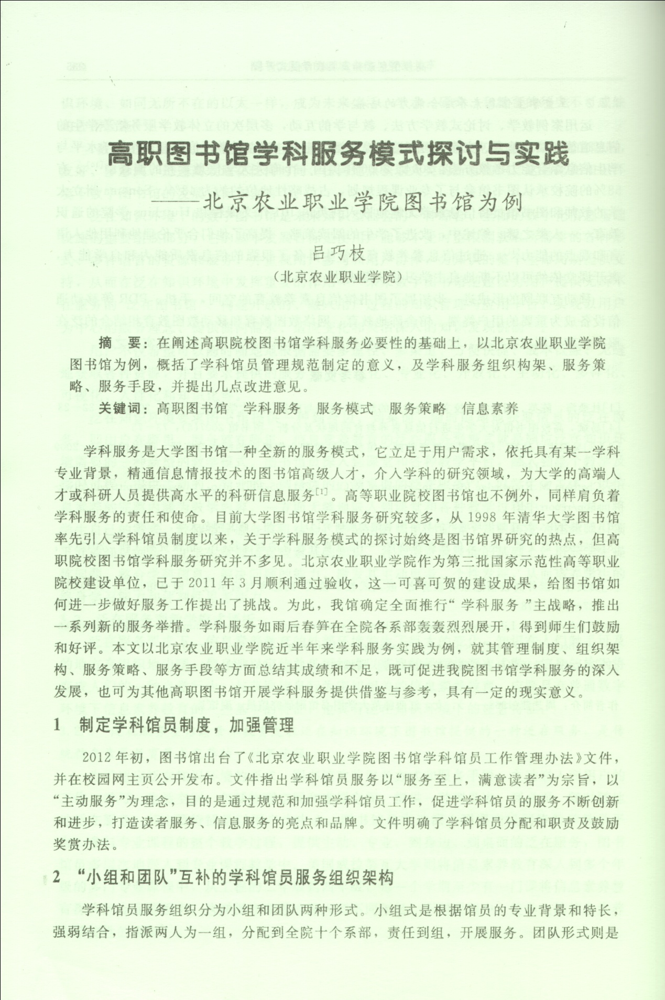 高职图书馆学科服务模式探讨与实践
——北京农业职业学院图书馆为例
吕巧枝
(北京农业职业学院)
摘　要：在阐述高职院校图书馆学科服务必要性的基础上，以北京农业职业学院
图书馆为例，概括了学科馆员管理规范制定的意义，及学科服务组织构架、服务策
略、服务手段，并提出几点改进意见。
关键词：高职图书馆　学科服务　服务模式　服务策略　信息素养
学科服务是大学图书馆一种全新的服务模式，它立足于用户需求，依托具有某一学科
专业背景，精通信息情报技术的图书馆高级人才，介入学科的研究领域，为大学的高端人
才或科研人员提供高水平的科研信息服务[1]。高等职业院校图书馆也不例外，同样肩负着
学科服务的责任和使命。目前大学图书馆学科服务研究较多，从 1998 年清华大学图书馆
率先引入学科馆员制度以来，关于学科服务模式的探讨始终是图书馆界研究的热点，但高
职院校图书馆学科服务研究并不多见。北京农业职业学院作为第三批国家示范性高等职业
院校建设单位，已于 2011 年 3 月顺利通过验收，这一可喜可贺的建设成果，给图书馆如
何进一步做好服务工作提出了挑战。为此，我馆确定全面推行“ 学科服务 ”主战略，推出
一系列新的服务举措。学科服务如雨后春笋在全院各系部轰轰烈烈展开，得到师生们鼓励
和好评。本文以北京农业职业学院近半年来学科服务实践为例，就其管理制度、组织架
构、服务策略、服务手段等方面总结其成绩和不足，既可促进我院图书馆学科服务的深入
发展，也可为其他高职图书馆开展学科服务提供借鉴与参考，具有一定的现实意义。
1　制定学科馆员制度，加强管理
2012 年初，图书馆出台了《北京农业职业学院图书馆学科馆员工作管理办法》文件，
并在校园网主页公开发布。文件指出学科馆员服务以“服务至上，满意读者”为宗旨，以
“主动服务”为理念，目的是通过规范和加强学科馆员工作，促进学科馆员的服务不断创新
和进步，打造读者服务、信息服务的亮点和品牌。文件明确了学科馆员分配和职责及鼓励
奖赏办法。
2　“小组和团队”互补的学科馆员服务组织架构
学科馆员服务组织分为小组和团队两种形式。小组式是根据馆员的专业背景和特长，
强弱结合，指派两人为一组，分配到全院十个系部，责任到组，开展服务。团队形式则是